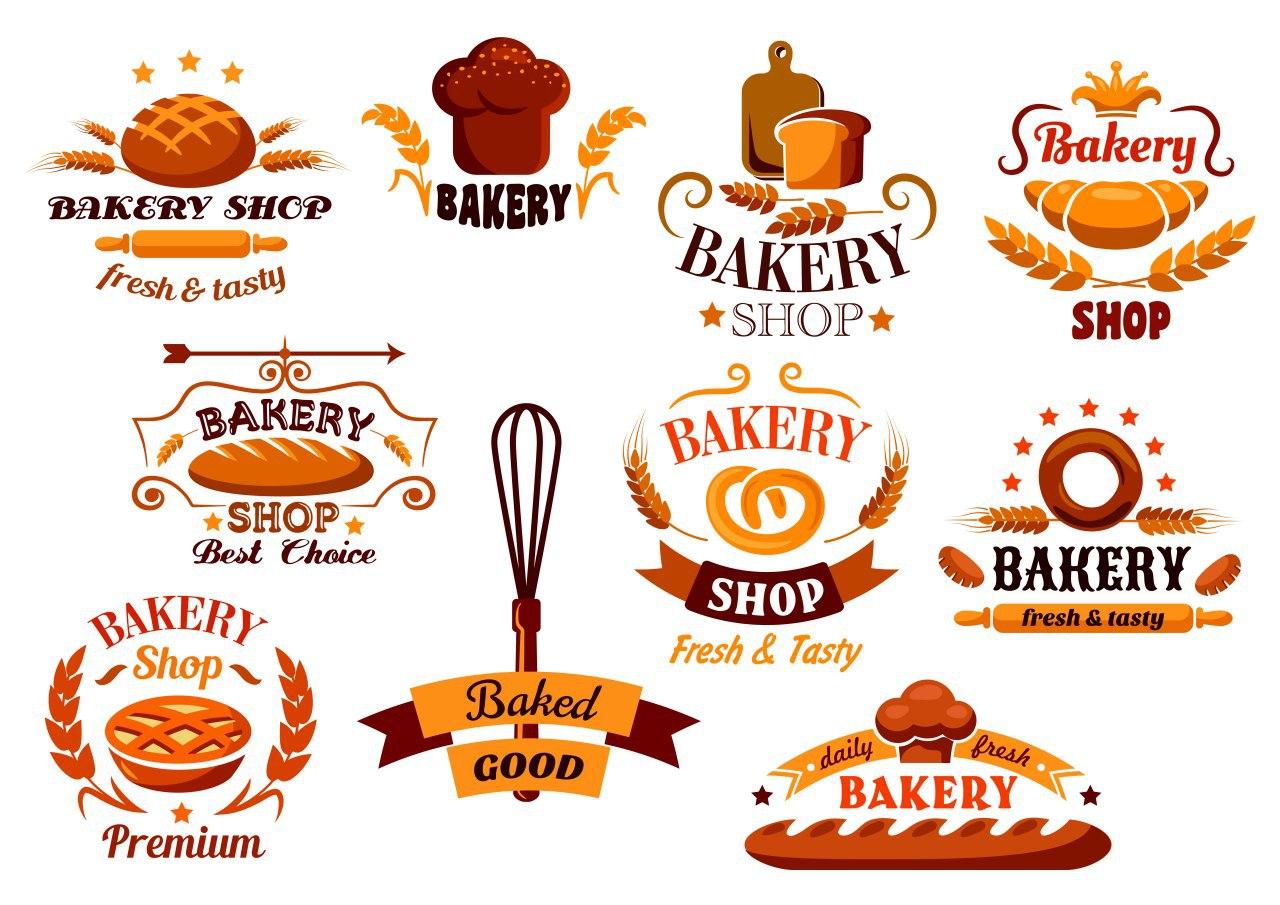 BAKERY SHOP
fresh & tasty
BAKERY
BAKERY
SHOP
Bakery
SHOP
BAKERY
SHOP
Best Choice
Baked
GOOD
BAKERY
SHOP
Fresh & Tasty
BAKERY
fresh & tasty
BAKERY
Shop
Premium
daily fresh
BAKERY